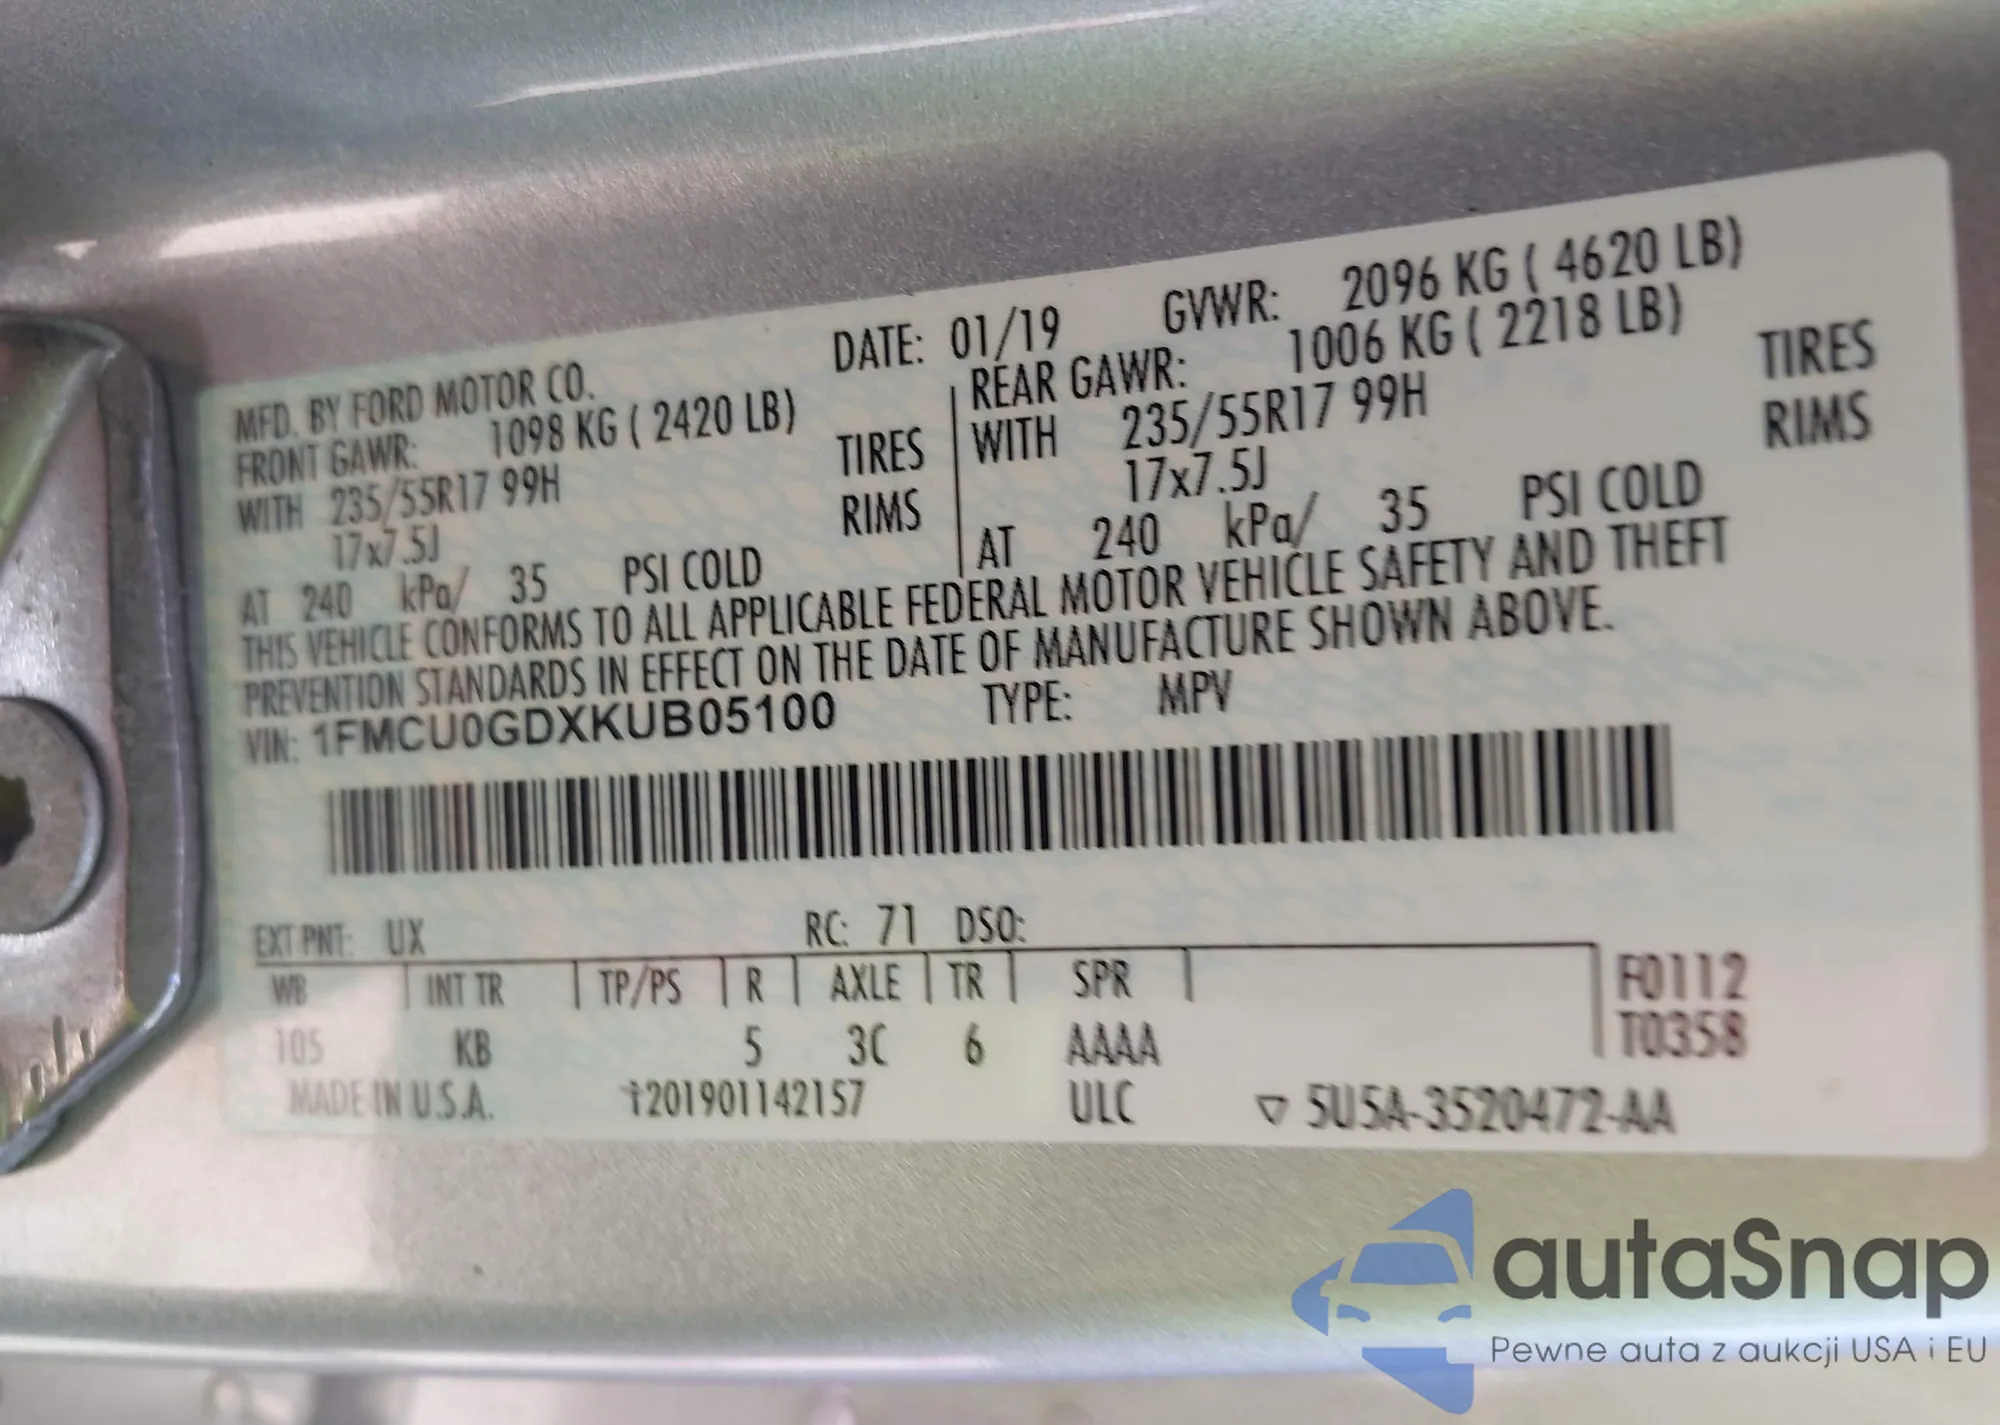 MFD. BY FORD MOTOR CO. DATE: 01/19 GVWR: 2096 KG ( 4620 LB)
FRONT GAWR: 1098 KG ( 2420 LB) REAR GAWR: 1006 KG ( 2218 LB)
WITH 235/55R17 99H TIRES WITH 235/55R17 99H TIRES
17x7.5J RIMS 17x7.5J RIMS
AT 240 kPa/ 35 PSI COLD AT 240 kPa/ 35 PSI COLD
THIS VEHICLE CONFORMS TO ALL APPLICABLE FEDERAL MOTOR VEHICLE SAFETY AND THEFT
PREVENTION STANDARDS IN EFFECT ON THE DATE OF MANUFACTURE SHOWN ABOVE.
VIN: 1FMCU0GDXKUB05100 TYPE: MPV
EXT PNT: UX RC: 71 DSO:
WB INT TR TP/PS R AXLE TR SPR F0112
105 KB 5 3C 6 AAAA T0358
MADE IN U.S.A. †201901142157 ULC ▽ 5U5A-3520472-AA
autaSnap
Pewne auta z aukcji USA i EU